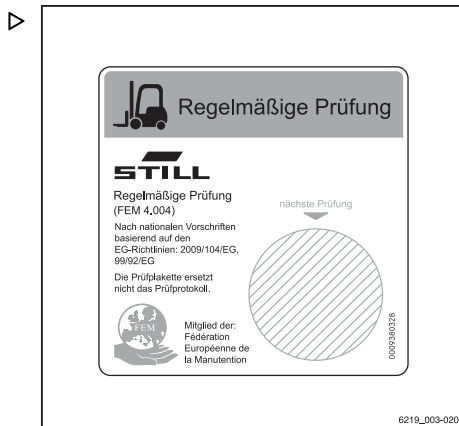 Regelmäßige Prüfung
STILL
Regelmäßige Prüfung
(FEM 4.004)
Nach nationalen Vorschriften
basierend auf den
EG-Richtlinien: 2009/104/EG,
99/92/EG
Die Prüfplakette ersetzt
nicht das Prüfprotokoll.
FEM
Mitglied der:
Fédération
Européenne de
la Manutention
nächste Prüfung
0009380328
6219_003-020